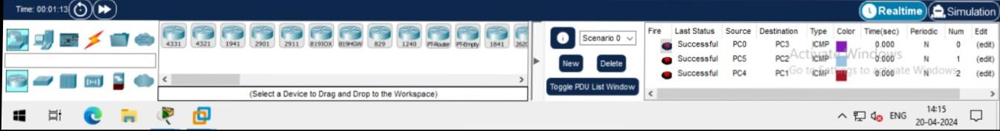 Time: 00:01:13
Realtime
Simulation
4331 4321 1941 2901 2911 819IOX 819HGW 829 1240 PT-Router PT-Empty 1841 2620
(Select a Device to Drag and Drop to the Workspace)
Scenario 0
New Delete
Toggle PDU List Window
Fire Last Status Source Destination Type Color Time(sec) Periodic Num Edit
Successful PC0 PC3 ICMP 0.000 N 0 (edit)
Successful PC5 PC2 ICMP 0.000 N 1 (edit)
Successful PC4 PC1 ICMP 0.000 N 2 (edit)
Activate Windows
Go to Settings to activate Windows.
ENG
14:15
20-04-2024